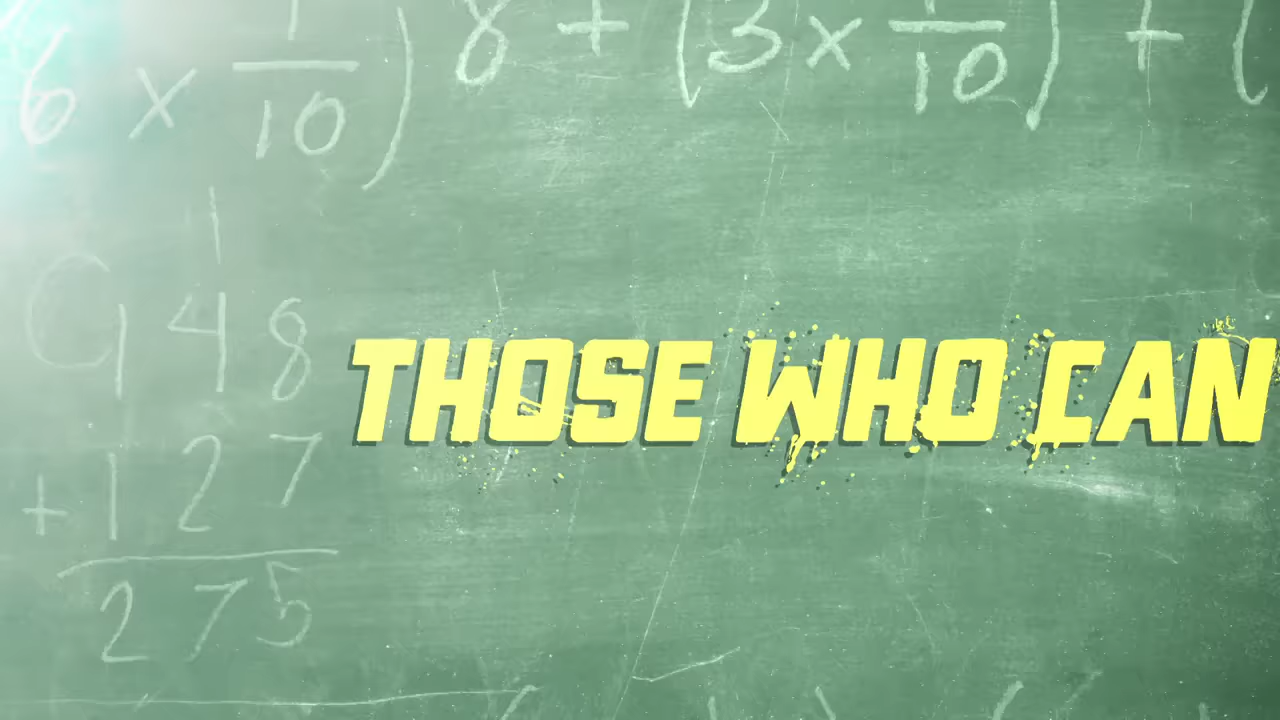 6 × 1/10 ) 8 + ( 3 × 1/10 ) + (
1
148
THOSE WHO CAN
+ 127
275